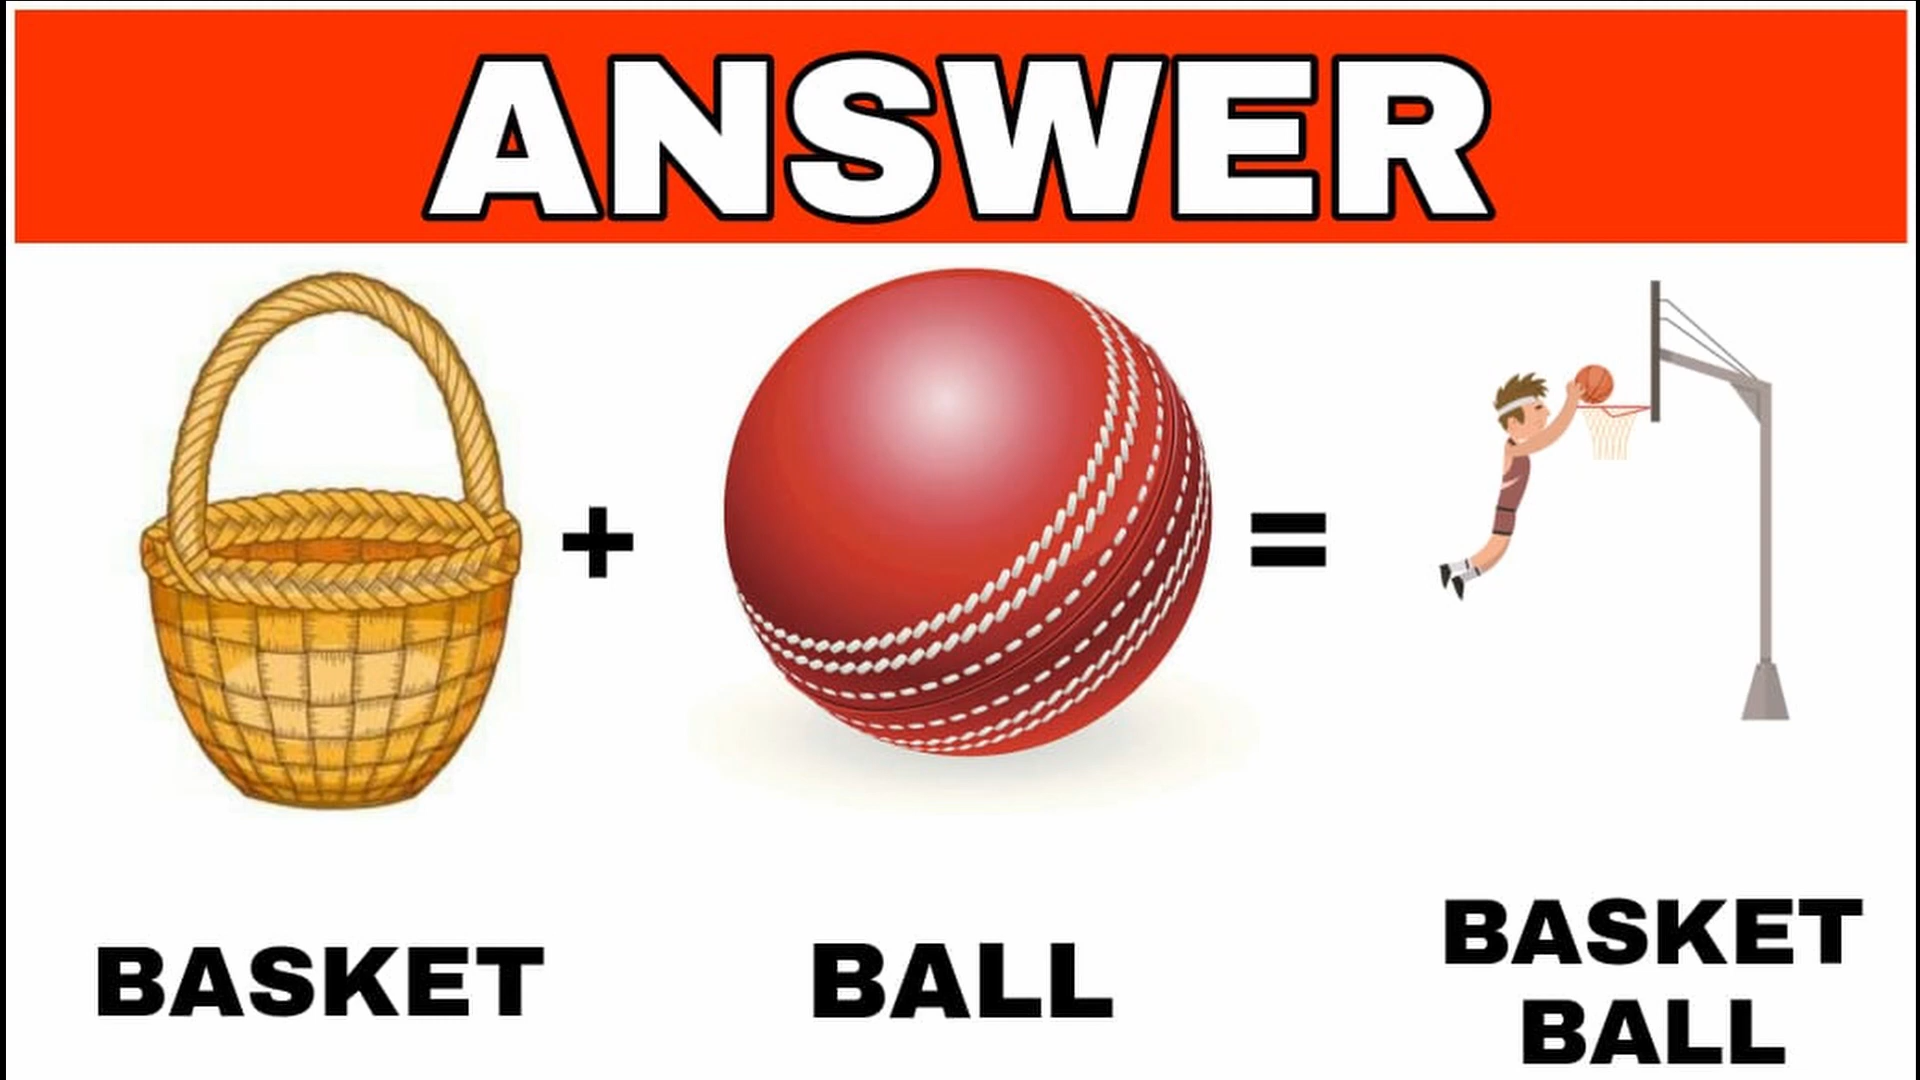 ANSWER
+
=
BASKET
BALL
BASKET
BALL